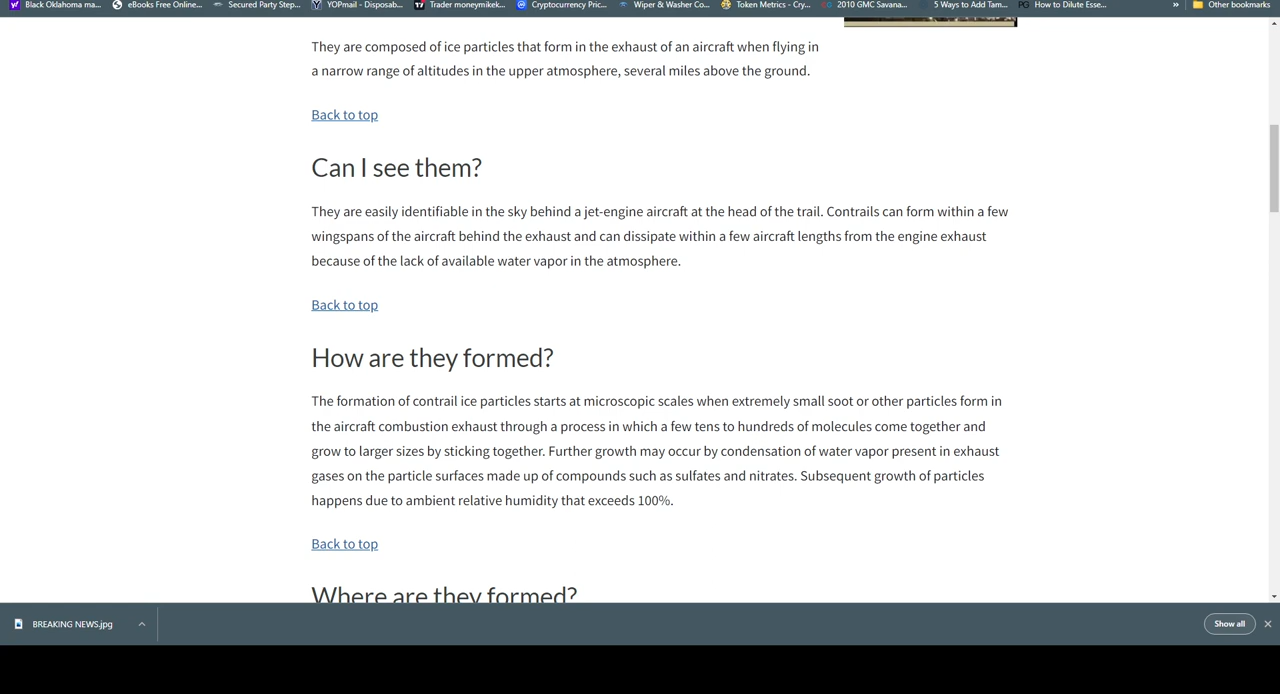 Black Oklahoma ma...
eBooks Free Online...
Secured Party Step...
YOPmail - Disposab...
Trader moneymikek...
Cryptocurrency Pric...
Wiper & Washer Co...
Token Metrics - Cry...
2010 GMC Savana...
5 Ways to Add Tam...
PG
How to Dilute Esse...
»
Other bookmarks
They are composed of ice particles that form in the exhaust of an aircraft when flying in
a narrow range of altitudes in the upper atmosphere, several miles above the ground.
Back to top
Can I see them?
They are easily identifiable in the sky behind a jet-engine aircraft at the head of the trail. Contrails can form within a few
wingspans of the aircraft behind the exhaust and can dissipate within a few aircraft lengths from the engine exhaust
because of the lack of available water vapor in the atmosphere.
Back to top
How are they formed?
The formation of contrail ice particles starts at microscopic scales when extremely small soot or other particles form in
the aircraft combustion exhaust through a process in which a few tens to hundreds of molecules come together and
grow to larger sizes by sticking together. Further growth may occur by condensation of water vapor present in exhaust
gases on the particle surfaces made up of compounds such as sulfates and nitrates. Subsequent growth of particles
happens due to ambient relative humidity that exceeds 100%.
Back to top
Where are they formed?
BREAKING NEWS.jpg
Show all